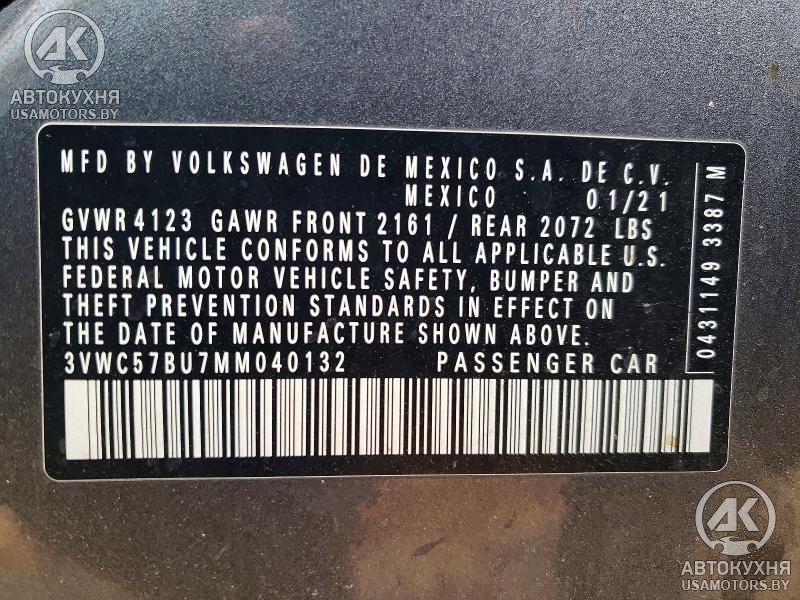 AK
АВТОКУХНЯ
USAMOTORS.BY
MFD BY VOLKSWAGEN DE MEXICO S.A. DE C.V.
MEXICO 01/21
GVWR 4123 GAWR FRONT 2161 / REAR 2072 LBS
THIS VEHICLE CONFORMS TO ALL APPLICABLE U.S.
FEDERAL MOTOR VEHICLE SAFETY, BUMPER AND
THEFT PREVENTION STANDARDS IN EFFECT ON
THE DATE OF MANUFACTURE SHOWN ABOVE.
3VWC57BU7MM040132 PASSENGER CAR
0431149 3387 M
AK
АВТОКУХНЯ
USAMOTORS.BY